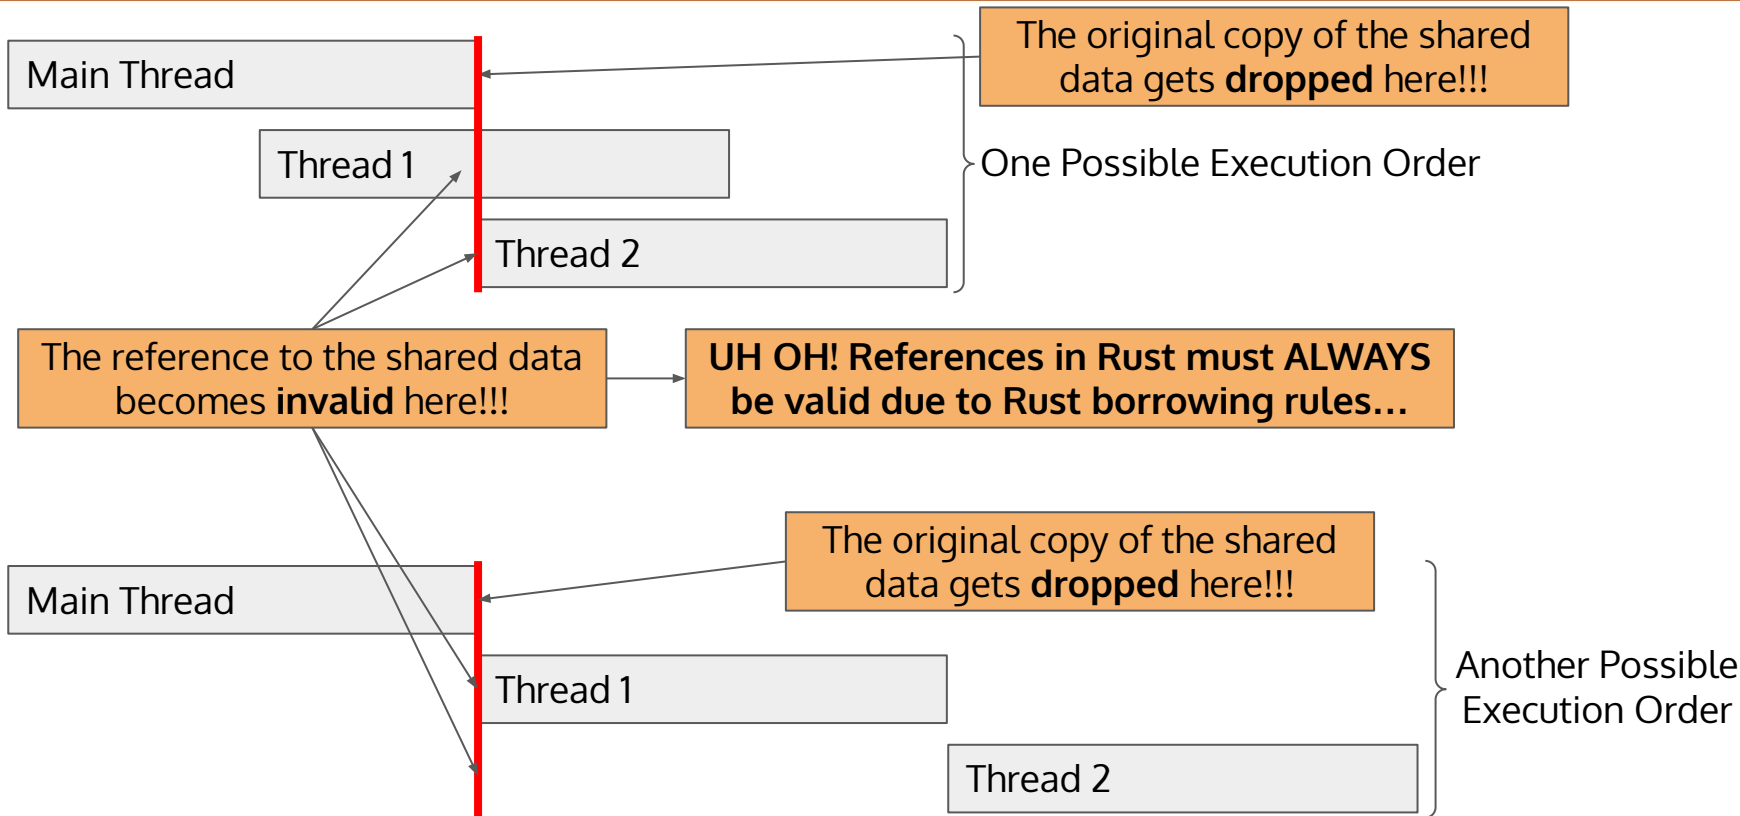 The original copy of the shared
data gets dropped here!!!
Main Thread
Thread 1
One Possible Execution Order
Thread 2
The reference to the shared data
becomes invalid here!!!
UH OH! References in Rust must ALWAYS
be valid due to Rust borrowing rules...
The original copy of the shared
data gets dropped here!!!
Main Thread
Thread 1
Another Possible
Execution Order
Thread 2